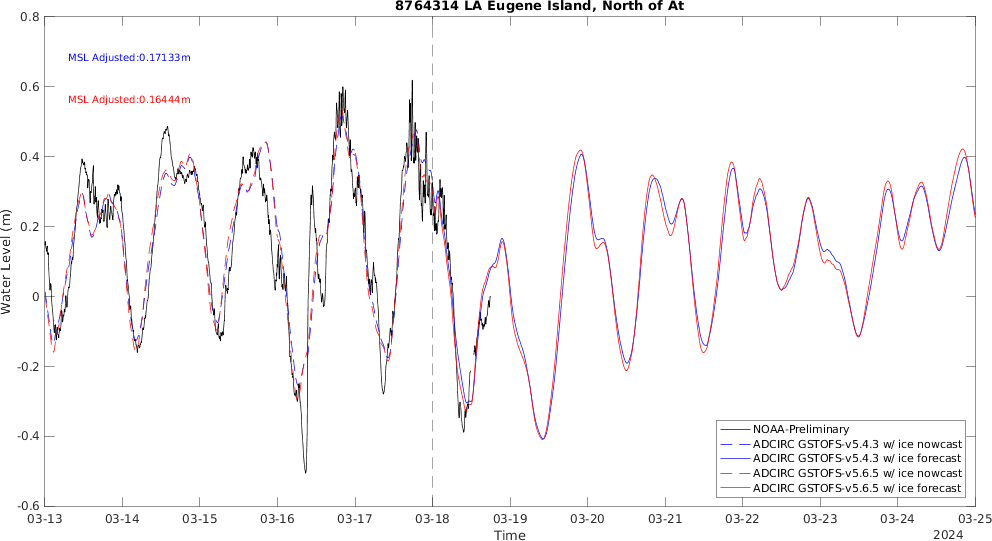 8764314 LA Eugene Island, North of At
0.8
0.6
0.4
0.2
0
-0.2
-0.4
-0.6
Water Level (m)
MSL Adjusted:0.17133m
MSL Adjusted:0.16444m
NOAA-Preliminary
ADCIRC GSTOFS-v5.4.3 w/ ice nowcast
ADCIRC GSTOFS-v5.4.3 w/ ice forecast
ADCIRC GSTOFS-v5.6.5 w/ ice nowcast
ADCIRC GSTOFS-v5.6.5 w/ ice forecast
03-13 03-14 03-15 03-16 03-17 03-18 03-19 03-20 03-21 03-22 03-23 03-24 03-25
Time
2024